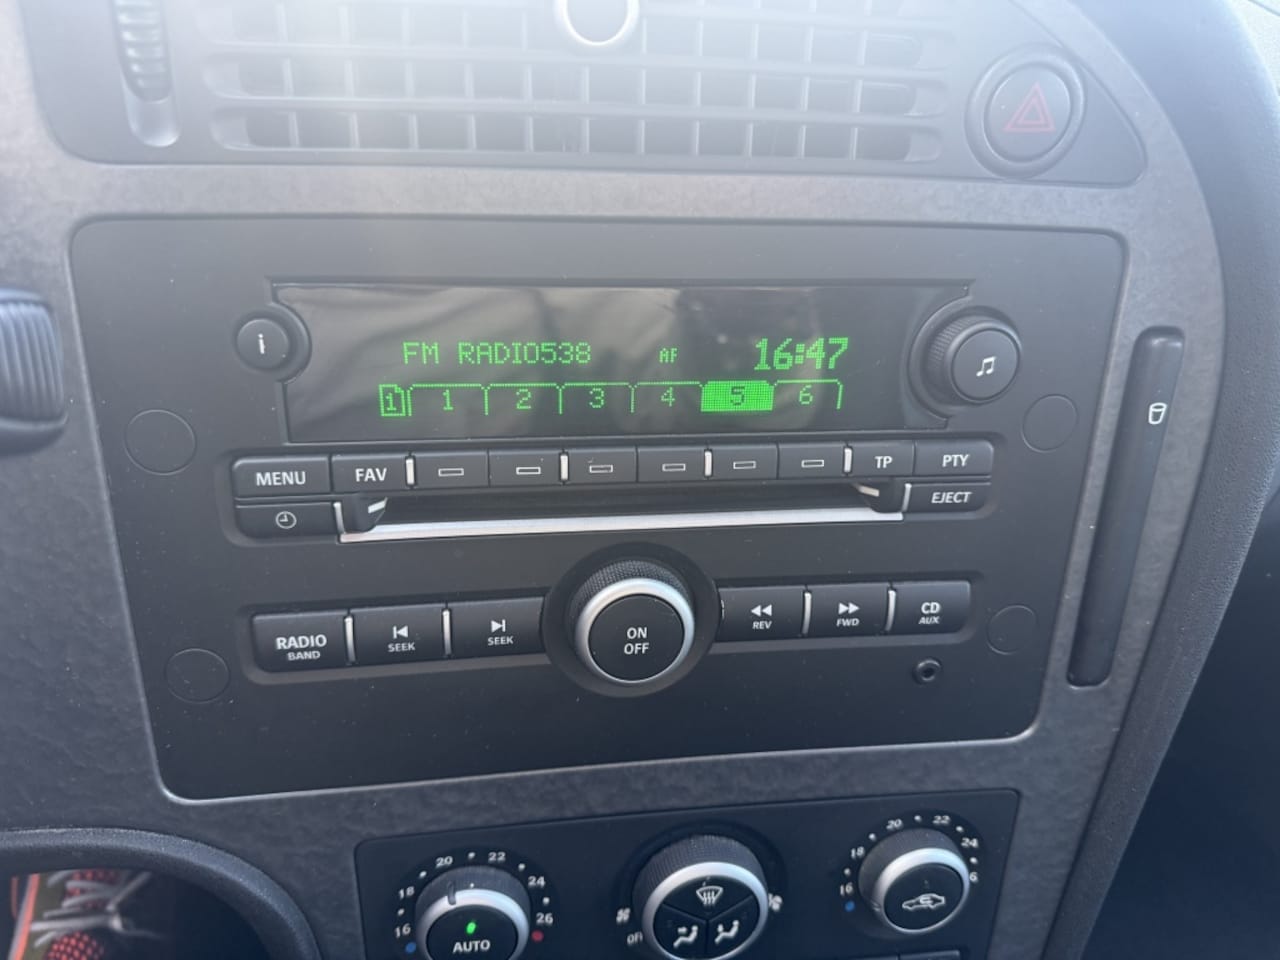 i
FM RADIO538 AF 16:47
1 1 2 3 4 5 6
MENU FAV TP PTY
EJECT
RADIO BAND
SEEK
SEEK
ON
OFF
REV
FWD
CD
AUX
16 18 20 22 24 26
AUTO
OFF
16 18 20 22 24